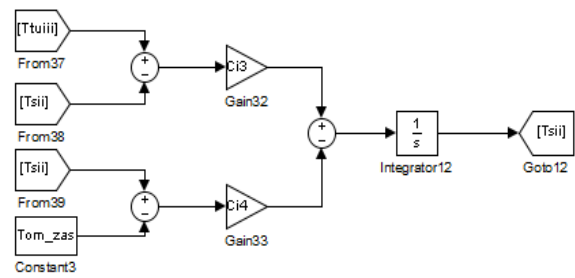 [Ttuiii]
From37
+
−
Ci3
Gain32
[Tsii]
From38
+
−
1
s
Integrator12
[Tsii]
Goto12
[Tsii]
From39
+
−
Ci4
Gain33
Tom_zas
Constant3